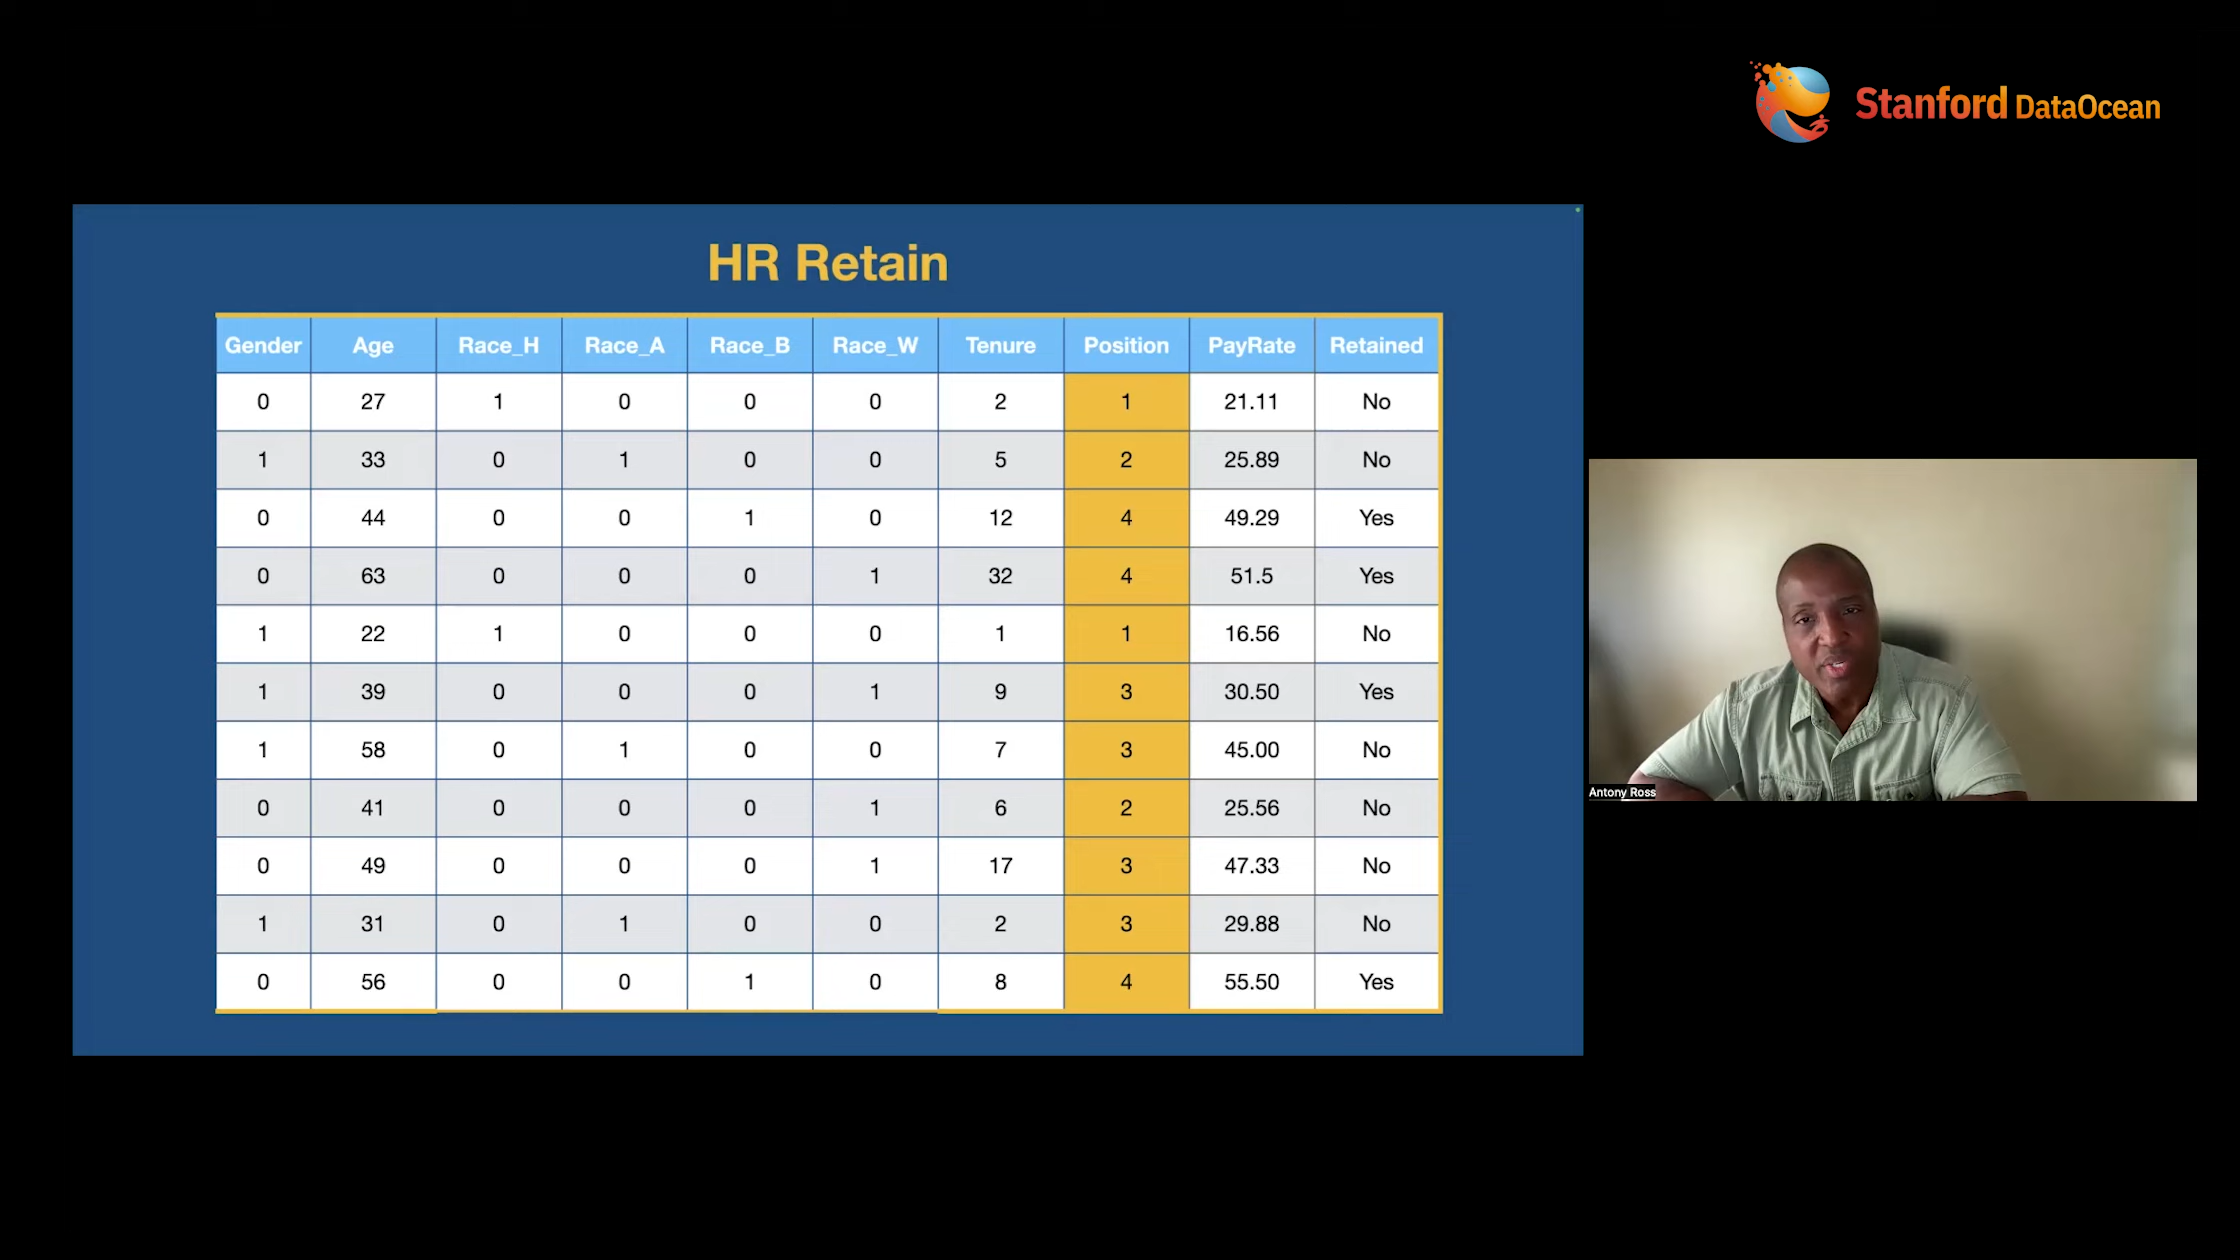 Stanford DataOcean
HR Retain
Gender Age Race_H Race_A Race_B Race_W Tenure Position PayRate Retained
0 27 1 0 0 0 2 1 21.11 No
1 33 0 1 0 0 5 2 25.89 No
0 44 0 0 1 0 12 4 49.29 Yes
0 63 0 0 0 1 32 4 51.5 Yes
1 22 1 0 0 0 1 1 16.56 No
1 39 0 0 0 1 9 3 30.50 Yes
1 58 0 1 0 0 7 3 45.00 No
0 41 0 0 0 1 6 2 25.56 No
0 49 0 0 0 1 17 3 47.33 No
1 31 0 1 0 0 2 3 29.88 No
0 56 0 0 1 0 8 4 55.50 Yes
Antony Ross